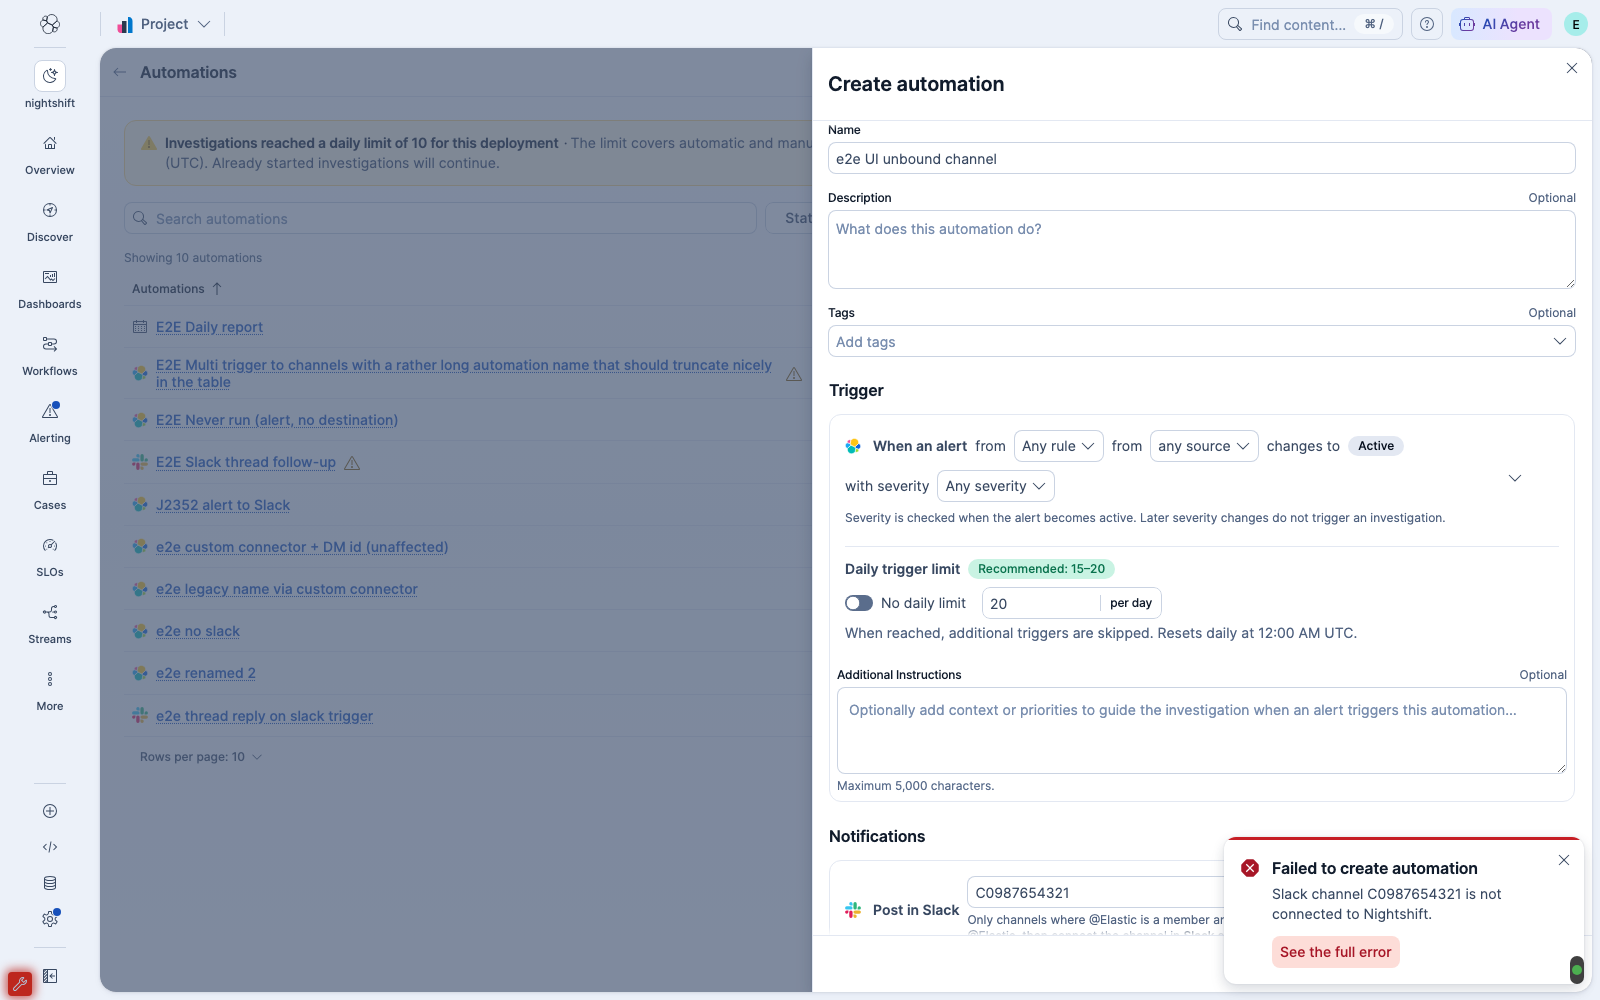 Project
Find content...
⌘ /
AI Agent
E
nightshift
Overview
Discover
Dashboards
Workflows
Alerting
Cases
SLOs
Streams
More
Automations
Investigations reached a daily limit of 10 for this deployment · The limit covers automatic and manu
(UTC). Already started investigations will continue.
Search automations
Stat
Showing 10 automations
Automations
E2E Daily report
E2E Multi trigger to channels with a rather long automation name that should truncate nicely
in the table
E2E Never run (alert, no destination)
E2E Slack thread follow-up
J2352 alert to Slack
e2e custom connector + DM id (unaffected)
e2e legacy name via custom connector
e2e no slack
e2e renamed 2
e2e thread reply on slack trigger
Rows per page: 10
Create automation
Name
e2e UI unbound channel
Description
Optional
What does this automation do?
Tags
Optional
Add tags
Trigger
When an alert from Any rule from any source changes to Active
with severity Any severity
Severity is checked when the alert becomes active. Later severity changes do not trigger an investigation.
Daily trigger limit
Recommended: 15–20
No daily limit
20
per day
When reached, additional triggers are skipped. Resets daily at 12:00 AM UTC.
Additional Instructions
Optional
Optionally add context or priorities to guide the investigation when an alert triggers this automation...
Maximum 5,000 characters.
Notifications
Post in Slack
C0987654321
Only channels where @Elastic is a member ar
Failed to create automation
Slack channel C0987654321 is not
connected to Nightshift.
See the full error